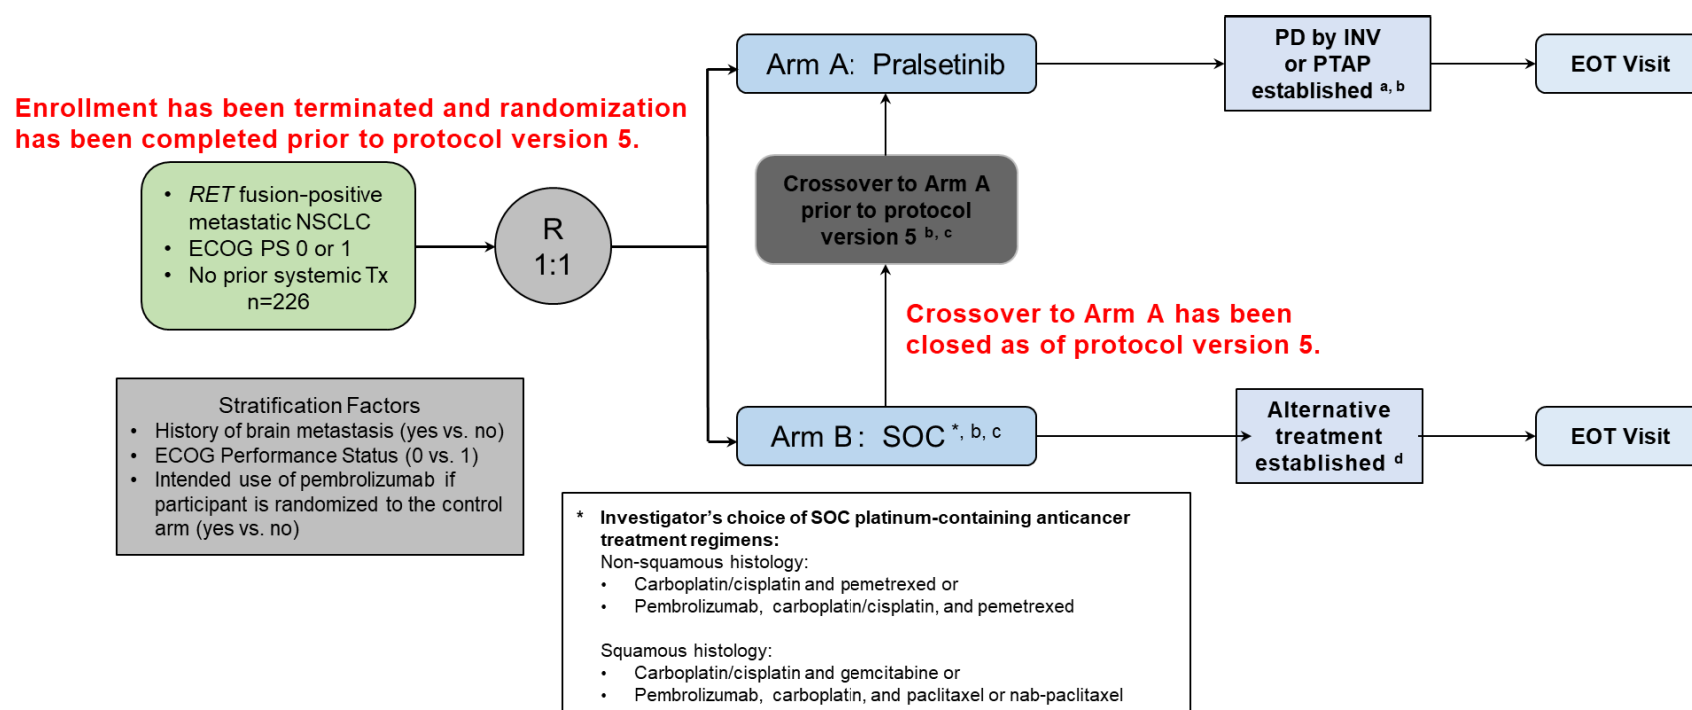 Arm A: Pralsetinib
PD by INV
or PTAP
established a, b
EOT Visit
Enrollment has been terminated and randomization
has been completed prior to protocol version 5.
• RET fusion-positive
metastatic NSCLC
• ECOG PS 0 or 1
• No prior systemic Tx
n=226
R
1:1
Crossover to Arm A
prior to protocol
version 5 b, c
Crossover to Arm A has been
closed as of protocol version 5.
Stratification Factors
• History of brain metastasis (yes vs. no)
• ECOG Performance Status (0 vs. 1)
• Intended use of pembrolizumab if
participant is randomized to the control
arm (yes vs. no)
Arm B: SOC *, b, c
Alternative
treatment
established d
EOT Visit
* Investigator's choice of SOC platinum-containing anticancer
treatment regimens:
Non-squamous histology:
• Carboplatin/cisplatin and pemetrexed or
• Pembrolizumab, carboplatin/cisplatin, and pemetrexed
Squamous histology:
• Carboplatin/cisplatin and gemcitabine or
• Pembrolizumab, carboplatin, and paclitaxel or nab-paclitaxel